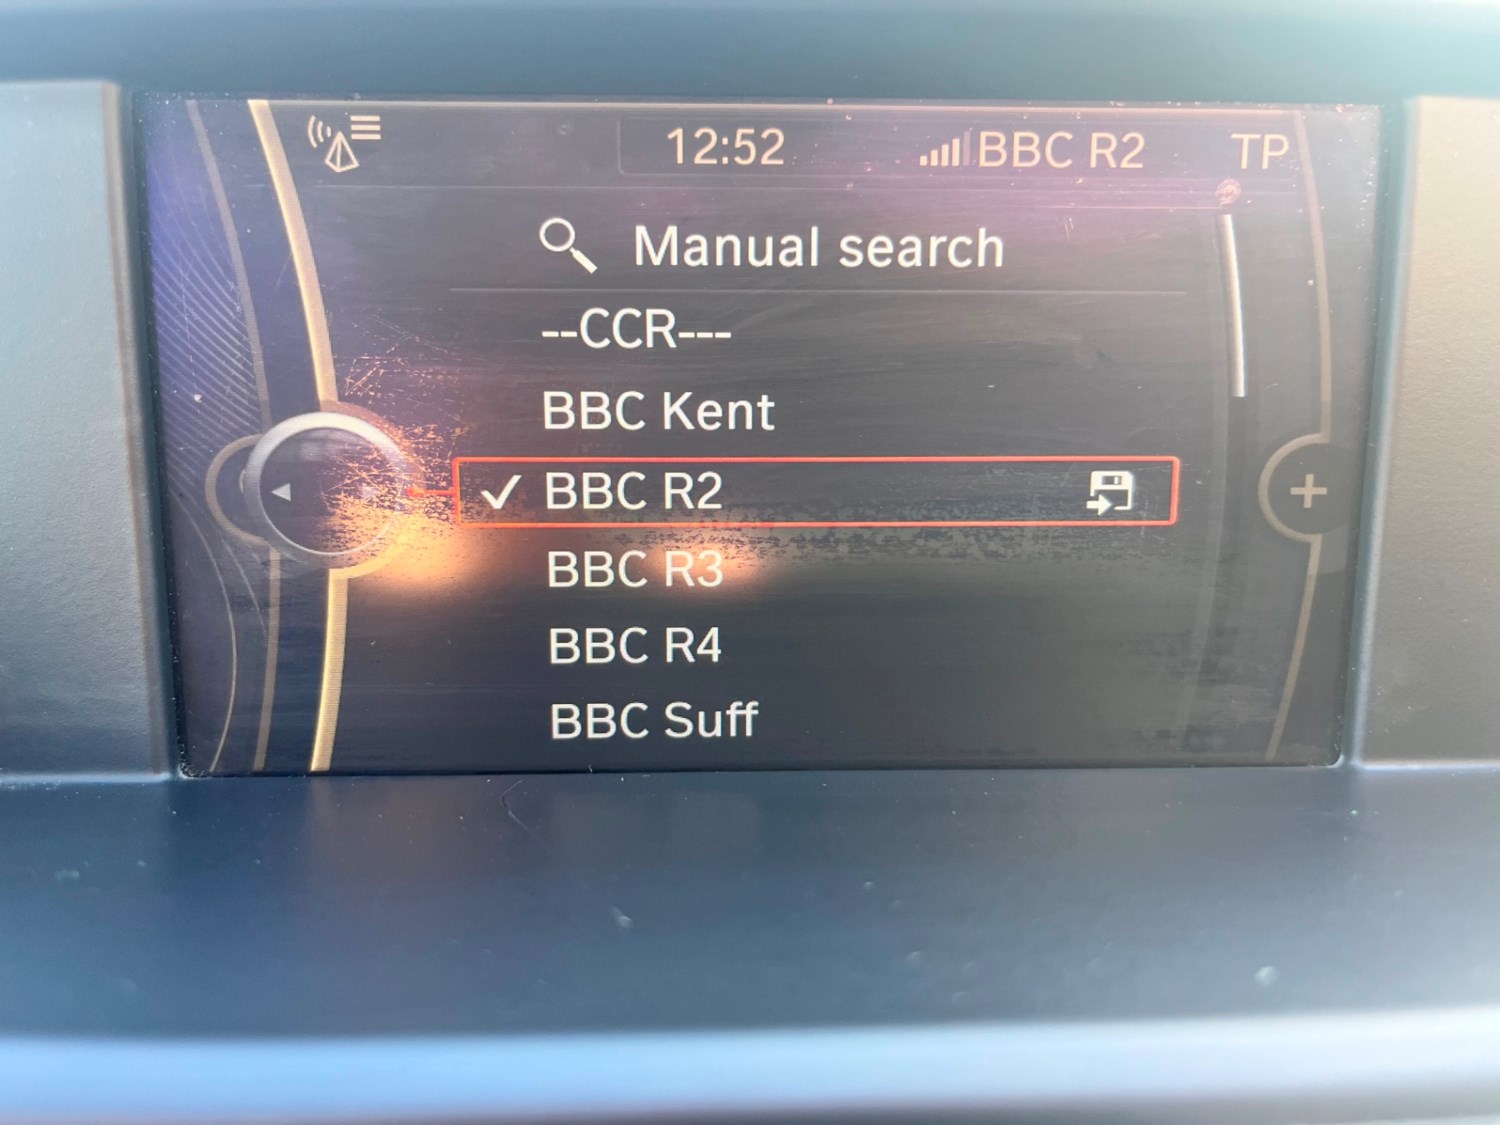 12:52 BBC R2 TP
Manual search
--CCR---
BBC Kent
BBC R2
BBC R3
BBC R4
BBC Suff